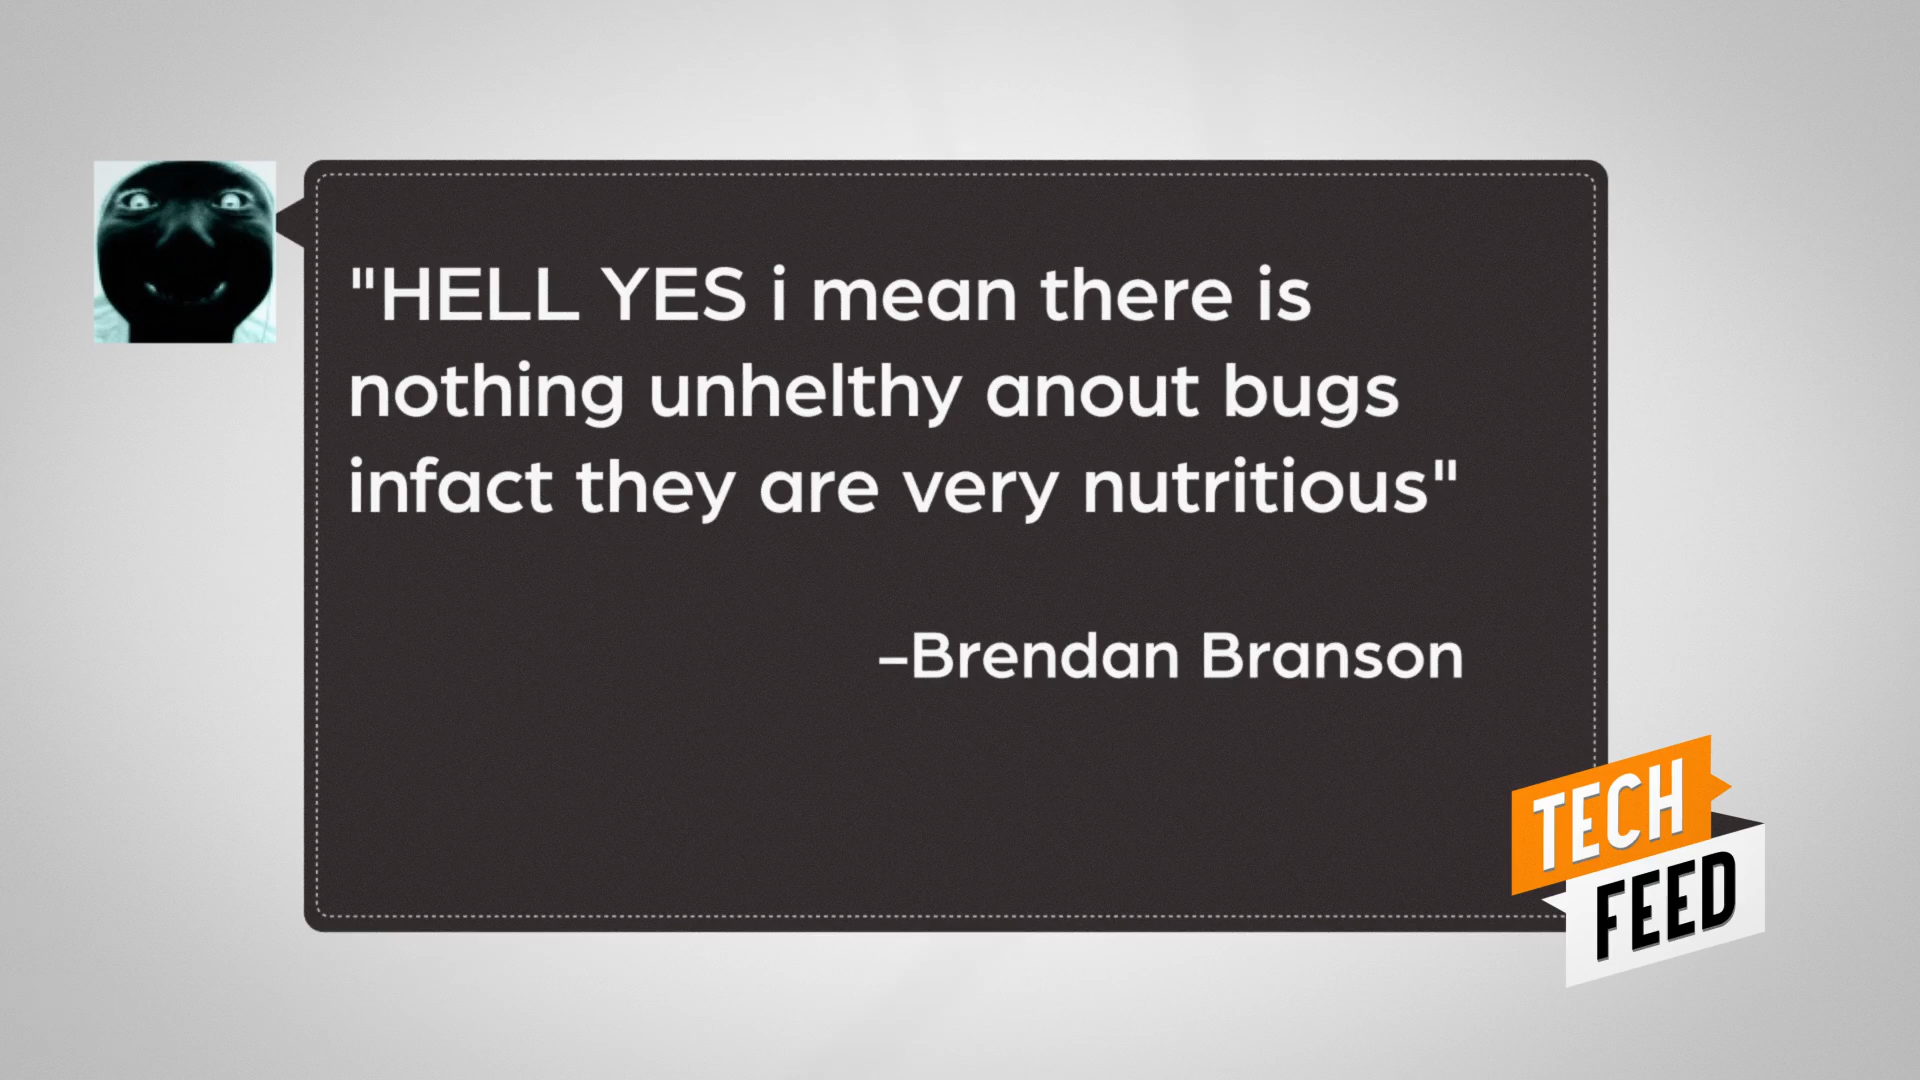 "HELL YES i mean there is
nothing unhelthy anout bugs
infact they are very nutritious"
–Brendan Branson
TECH
FEED